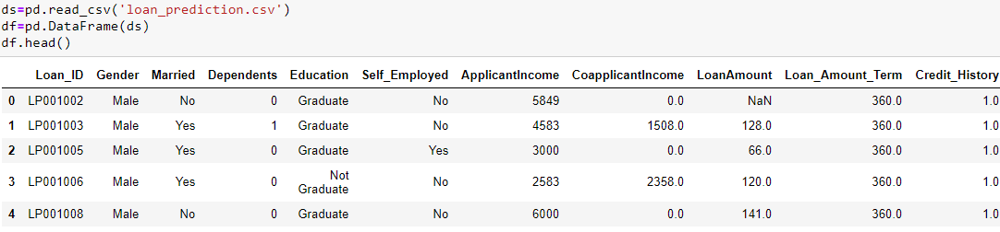 ds=pd.read_csv('loan_prediction.csv')
df=pd.DataFrame(ds)
df.head()
Loan_ID Gender Married Dependents Education Self_Employed ApplicantIncome CoapplicantIncome LoanAmount Loan_Amount_Term Credit_History
0 LP001002 Male No 0 Graduate No 5849 0.0 NaN 360.0 1.0
1 LP001003 Male Yes 1 Graduate No 4583 1508.0 128.0 360.0 1.0
2 LP001005 Male Yes 0 Graduate Yes 3000 0.0 66.0 360.0 1.0
3 LP001006 Male Yes 0 Not Graduate No 2583 2358.0 120.0 360.0 1.0
4 LP001008 Male No 0 Graduate No 6000 0.0 141.0 360.0 1.0